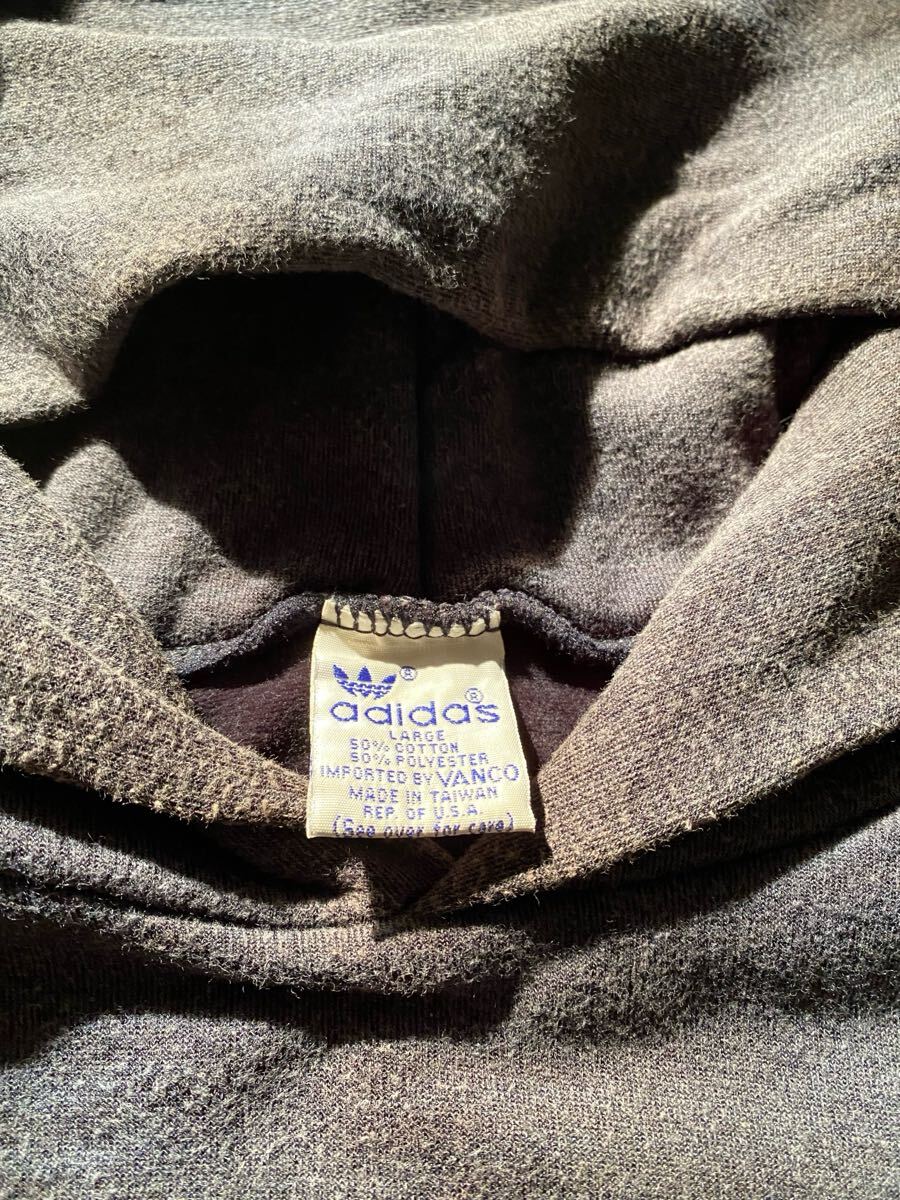 ®
adidas®
LARGE
50% COTTON
50% POLYESTER
IMPORTED BY VANCO
MADE IN TAIWAN
REP. OF U.S.A
(See over for care)